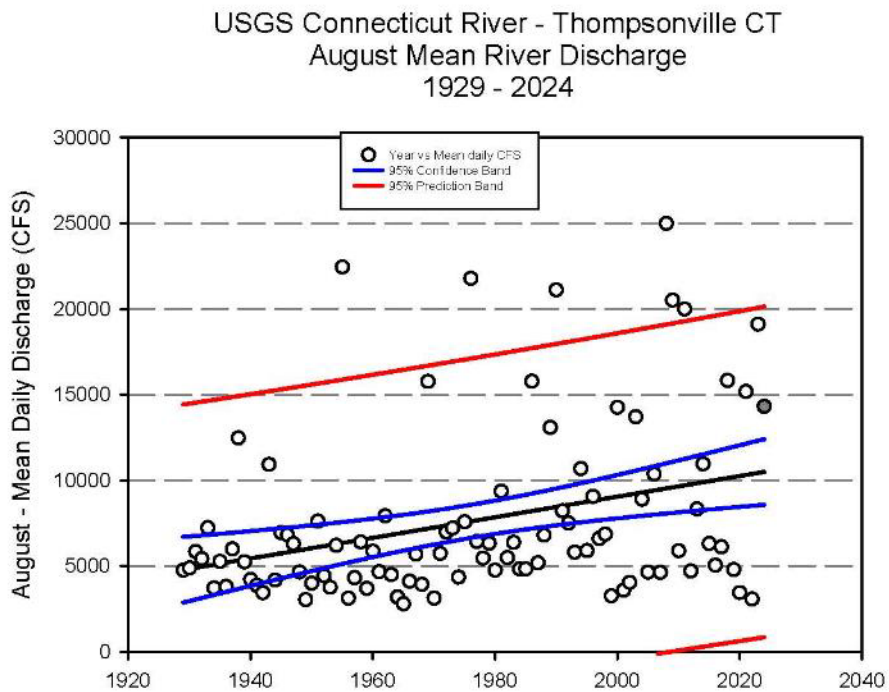 USGS Connecticut River - Thompsonville CT
August Mean River Discharge
1929 - 2024
30000
25000
20000
15000
10000
5000
0
August - Mean Daily Discharge (CFS)
Year vs Mean daily CFS
95% Confidence Band
95% Prediction Band
1920
1940
1960
1980
2000
2020
2040